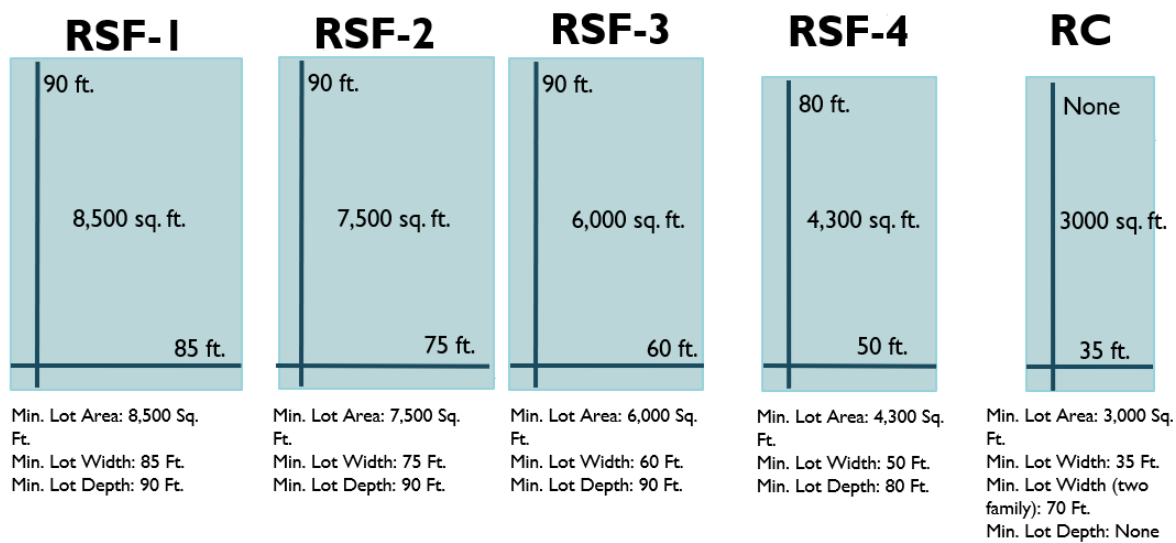 RSF-1
90 ft.
8,500 sq. ft.
85 ft.
Min. Lot Area: 8,500 Sq.
Ft.
Min. Lot Width: 85 Ft.
Min. Lot Depth: 90 Ft.
RSF-2
90 ft.
7,500 sq. ft.
75 ft.
Min. Lot Area: 7,500 Sq.
Ft.
Min. Lot Width: 75 Ft.
Min. Lot Depth: 90 Ft.
RSF-3
90 ft.
6,000 sq. ft.
60 ft.
Min. Lot Area: 6,000 Sq.
Ft.
Min. Lot Width: 60 Ft.
Min. Lot Depth: 90 Ft.
RSF-4
80 ft.
4,300 sq. ft.
50 ft.
Min. Lot Area: 4,300 Sq.
Ft.
Min. Lot Width: 50 Ft.
Min. Lot Depth: 80 Ft.
RC
None
3000 sq. ft.
35 ft.
Min. Lot Area: 3,000 Sq.
Ft.
Min. Lot Width: 35 Ft.
Min. Lot Width (two
family): 70 Ft.
Min. Lot Depth: None